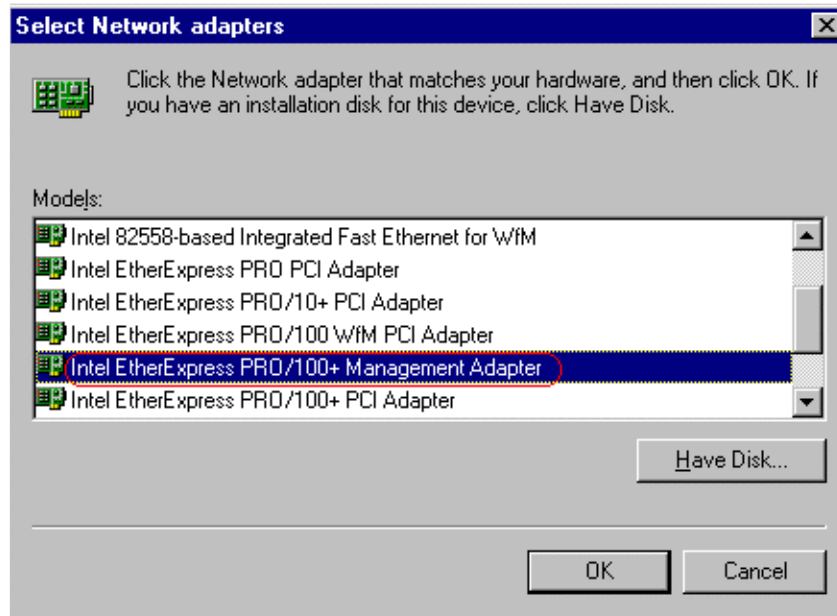 Select Network adapters
Click the Network adapter that matches your hardware, and then click OK. If
you have an installation disk for this device, click Have Disk.
Models:
Intel 82558-based Integrated Fast Ethernet for WfM
Intel EtherExpress PRO PCI Adapter
Intel EtherExpress PRO/10+ PCI Adapter
Intel EtherExpress PRO/100 WfM PCI Adapter
Intel EtherExpress PRO/100+ Management Adapter
Intel EtherExpress PRO/100+ PCI Adapter
Have Disk...
OK
Cancel